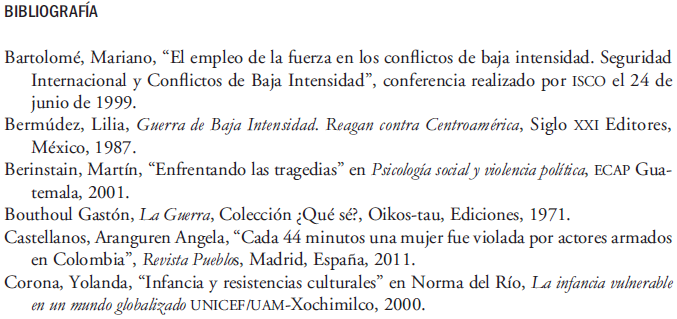 BIBLIOGRAFÍA
Bartolomé, Mariano, “El empleo de la fuerza en los conflictos de baja intensidad. Seguridad
Internacional y Conflictos de Baja Intensidad”, conferencia realizado por ISCO el 24 de
junio de 1999.
Bermúdez, Lilia, Guerra de Baja Intensidad. Reagan contra Centroamérica, Siglo XXI Editores,
México, 1987.
Berinstain, Martín, “Enfrentando las tragedias” en Psicología social y violencia política, ECAP Gua-
temala, 2001.
Bouthoul Gastón, La Guerra, Colección ¿Qué sé?, Oikos-tau, Ediciones, 1971.
Castellanos, Aranguren Angela, “Cada 44 minutos una mujer fue violada por actores armados
en Colombia”, Revista Pueblos, Madrid, España, 2011.
Corona, Yolanda, “Infancia y resistencias culturales” en Norma del Río, La infancia vulnerable
en un mundo globalizado UNICEF/UAM-Xochimilco, 2000.